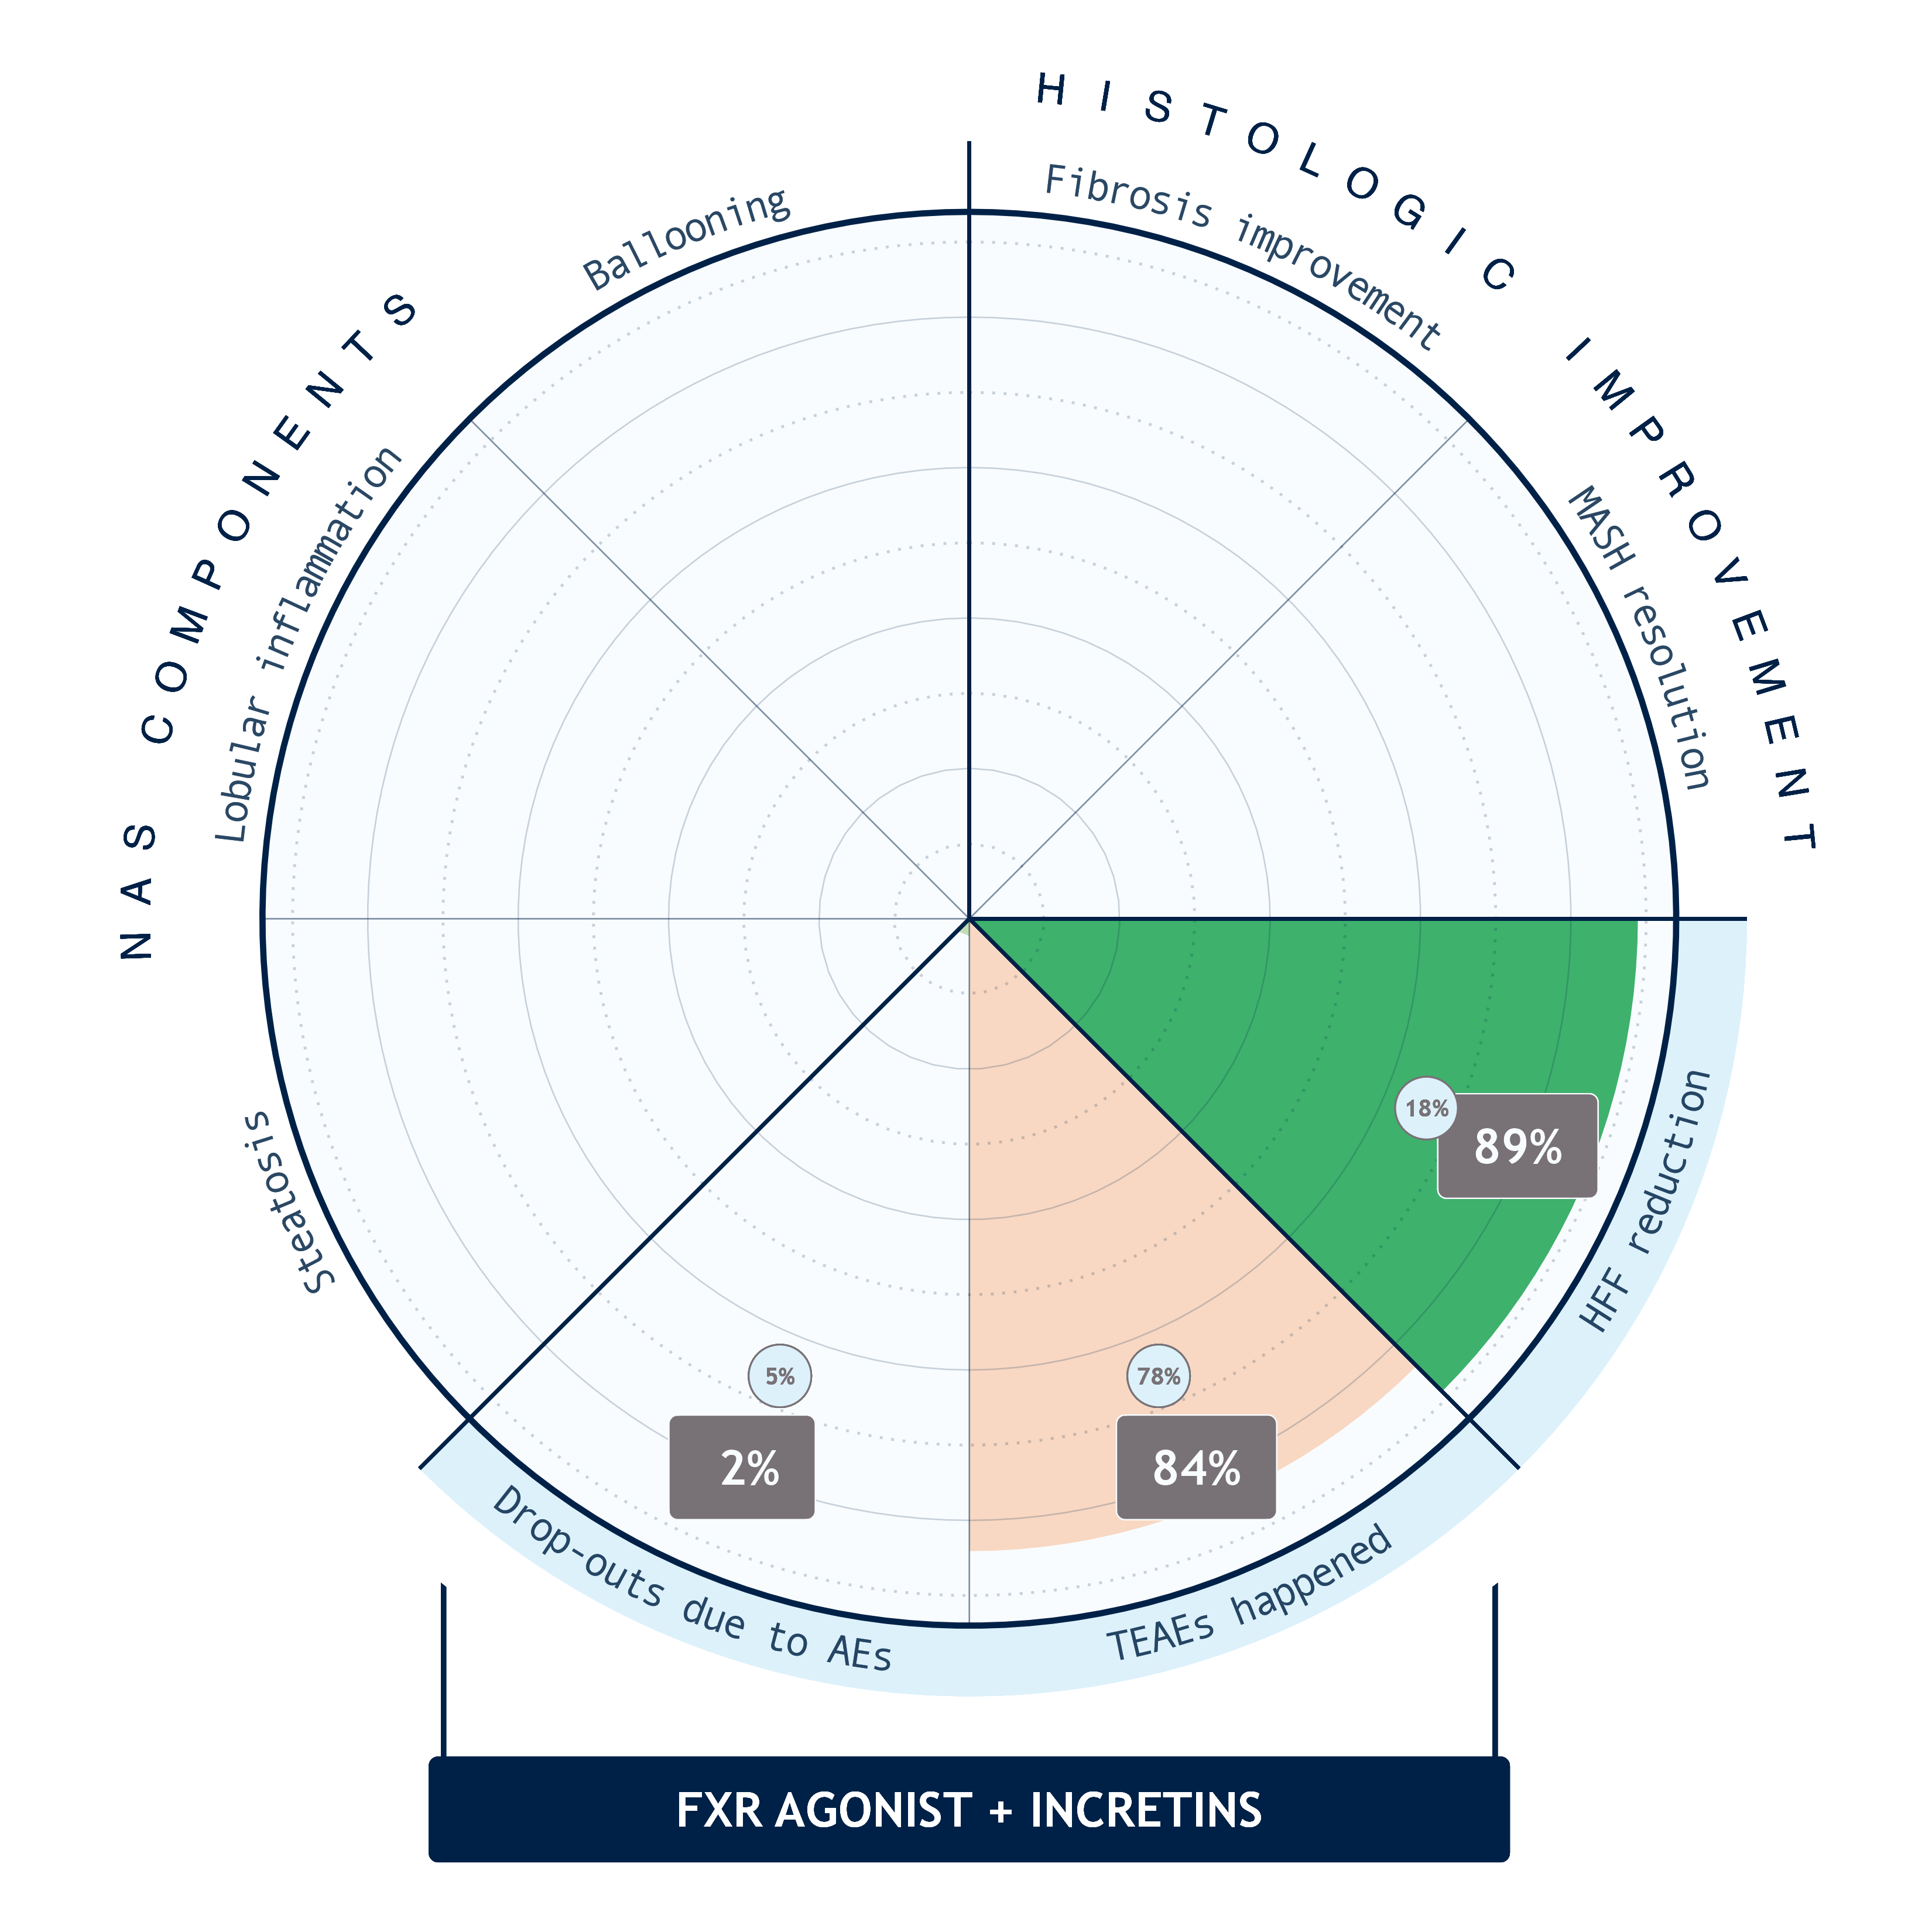 HISTOLOGIC IMPROVEMENT
Fibrosis improvement
MASH resolution
NAS COMPONENTS
Ballooning
Lobular inflammation
Steatosis
HFF reduction
18%
89%
TEAEs happened
78%
84%
Drop-outs due to AEs
5%
2%
FXR AGONIST + INCRETINS